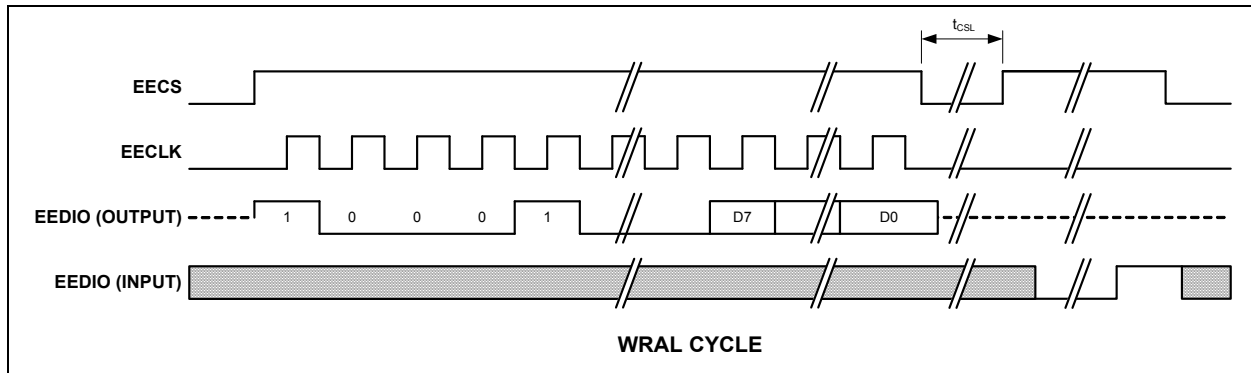 tCSL
EECS
EECLK
EEDIO (OUTPUT)
1 0 0 0 1 D7 D0
EEDIO (INPUT)
WRAL CYCLE